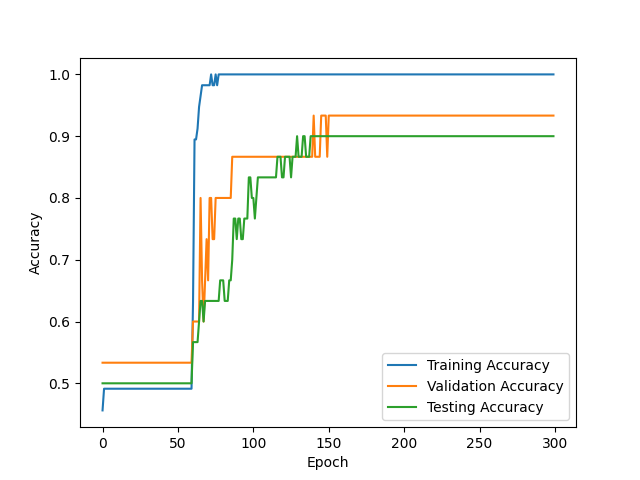 1.0
0.9
0.8
0.7
0.6
0.5
Accuracy
0
50
100
150
200
250
300
Epoch
Training Accuracy
Validation Accuracy
Testing Accuracy